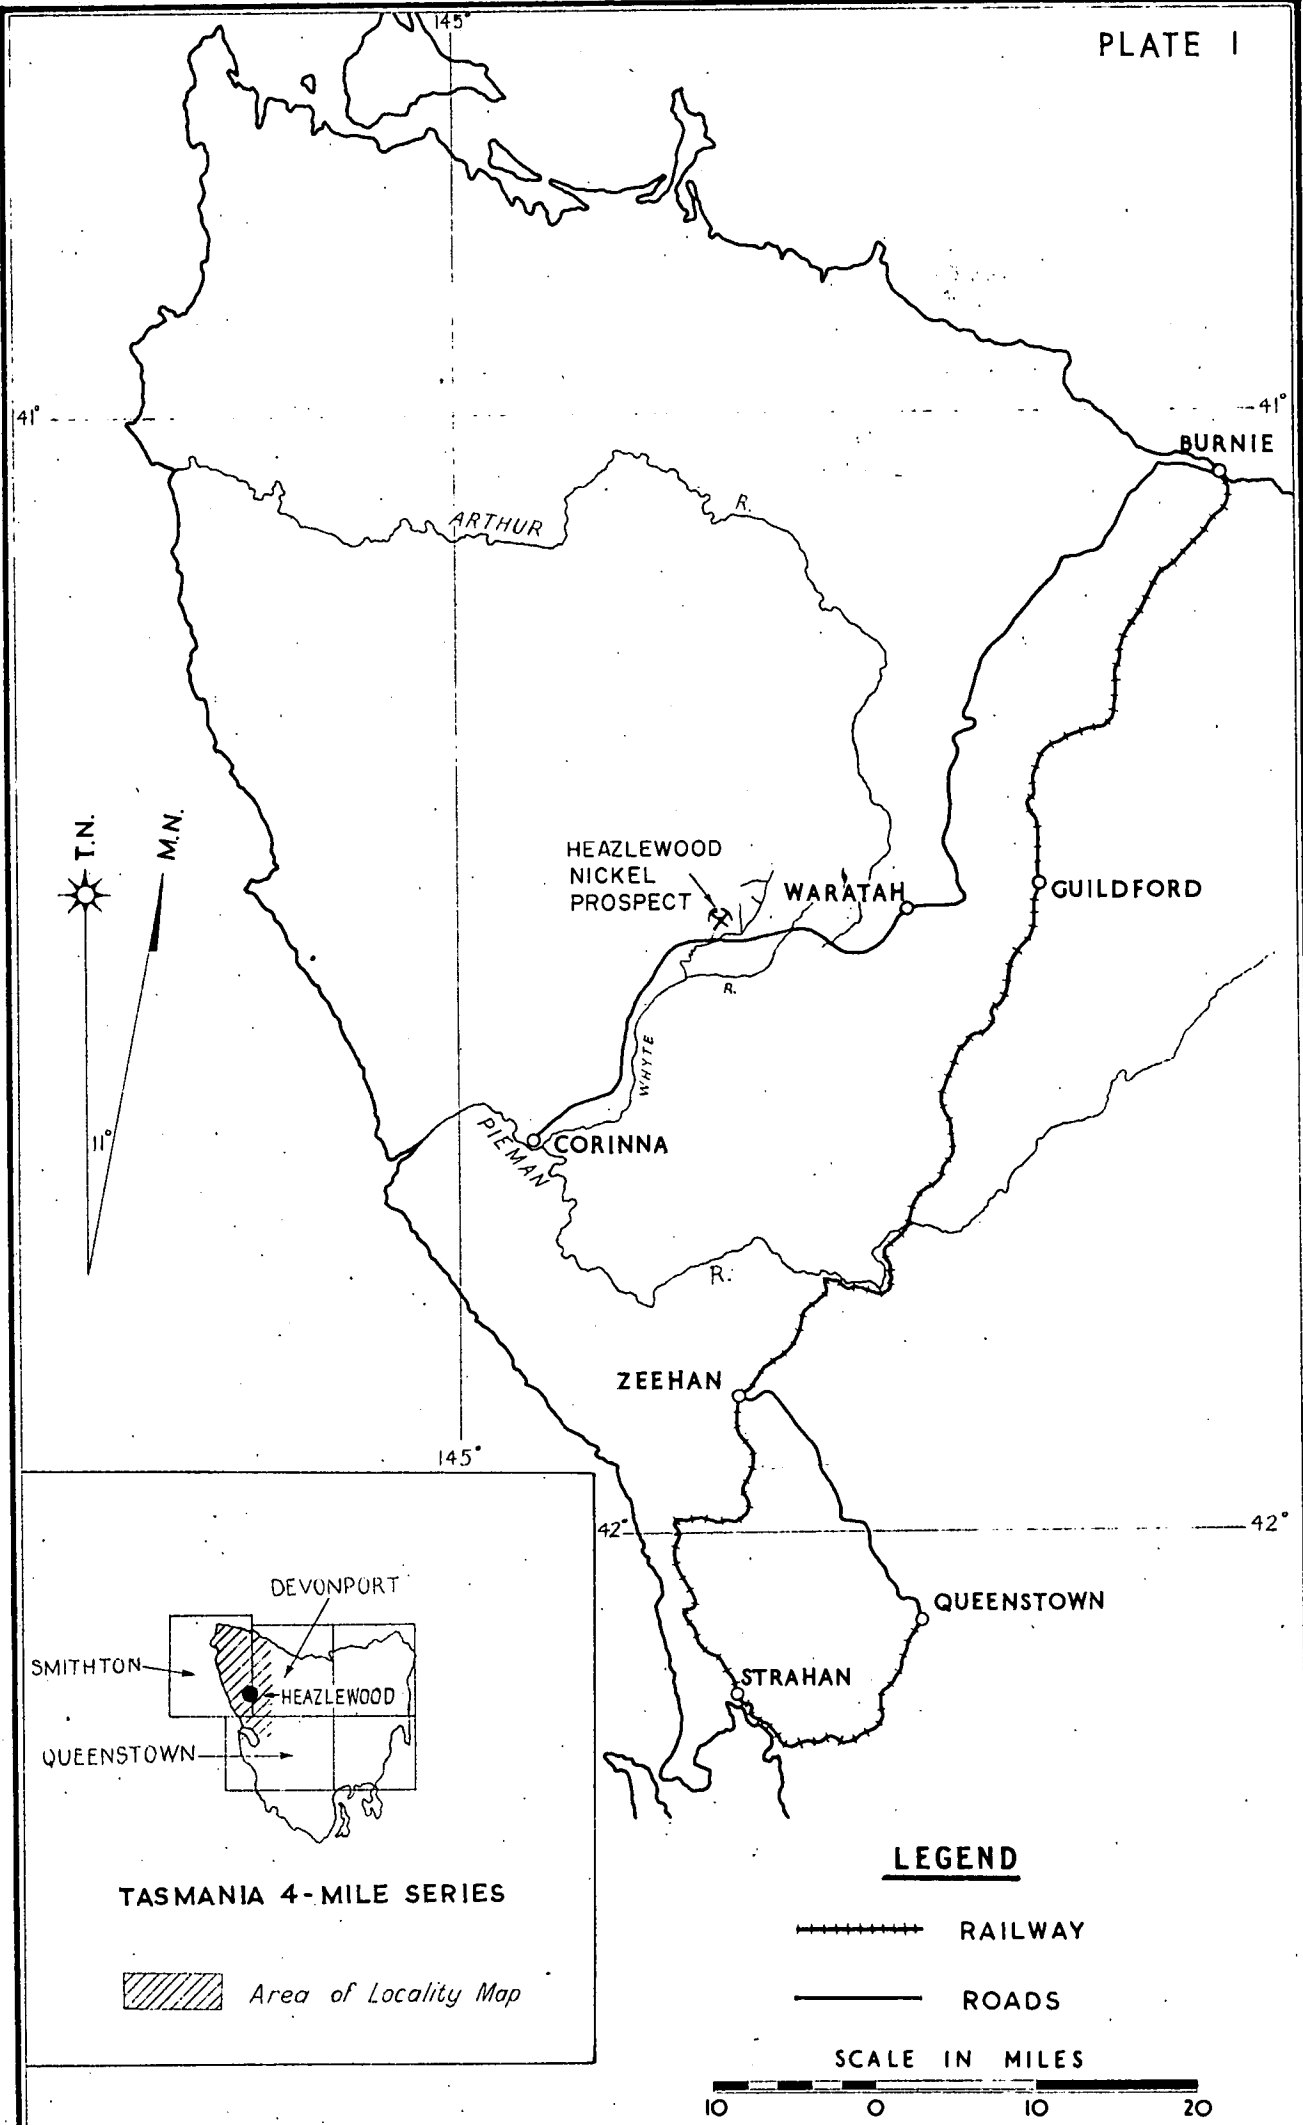 PLATE 1
145°
41°
41°
BURNIE
ARTHUR
R.
T.N.
M.N.
11°
HEAZLEWOOD
NICKEL
PROSPECT
WARATAH
GUILDFORD
R.
WHYTE
PIEMAN
CORINNA
R.
ZEEHAN
145°
42°
42°
QUEENSTOWN
STRAHAN
DEVONPORT
SMITHTON
HEAZLEWOOD
QUEENSTOWN
TASMANIA 4-MILE SERIES
Area of Locality Map
LEGEND
RAILWAY
ROADS
SCALE IN MILES
10 0 10 20